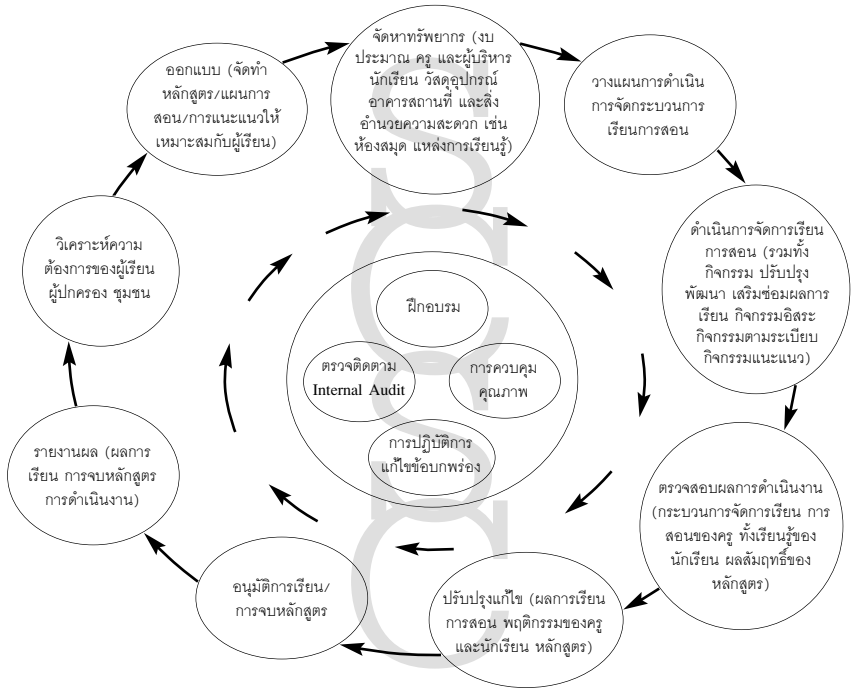 จัดหาทรัพยากร (งบ
ประมาณ ครู และผู้บริหาร
นักเรียน วัสดุอุปกรณ์
อาคารสถานที่ และสิ่ง
อำนวยความสะดวก เช่น
ห้องสมุด แหล่งการเรียนรู้)
วางแผนการดำเนิน
การจัดกระบวนการ
เรียนการสอน
ดำเนินการจัดการเรียน
การสอน (รวมทั้ง
กิจกรรม ปรับปรุง
พัฒนา เสริมซ่อมผลการ
เรียน กิจกรรมอิสระ
กิจกรรมตามระเบียบ
กิจกรรมแนะแนว)
ตรวจสอบผลการดำเนินงาน
(กระบวนการจัดการเรียน การ
สอนของครู ทั้งเรียนรู้ของ
นักเรียน ผลสัมฤทธิ์ของ
หลักสูตร)
ปรับปรุงแก้ไข (ผลการเรียน
การสอน พฤติกรรมของครู
และนักเรียน หลักสูตร)
อนุมัติการเรียน/
การจบหลักสูตร
รายงานผล (ผลการ
เรียน การจบหลักสูตร
การดำเนินงาน)
วิเคราะห์ความ
ต้องการของผู้เรียน
ผู้ปกครอง ชุมชน
ออกแบบ (จัดทำ
หลักสูตร/แผนการ
สอน/การแนะแนวให้
เหมาะสมกับผู้เรียน)
ฝึกอบรม
ตรวจติดตาม
Internal Audit
การควบคุม
คุณภาพ
การปฏิบัติการ
แก้ไขข้อบกพร่อง
SCSC